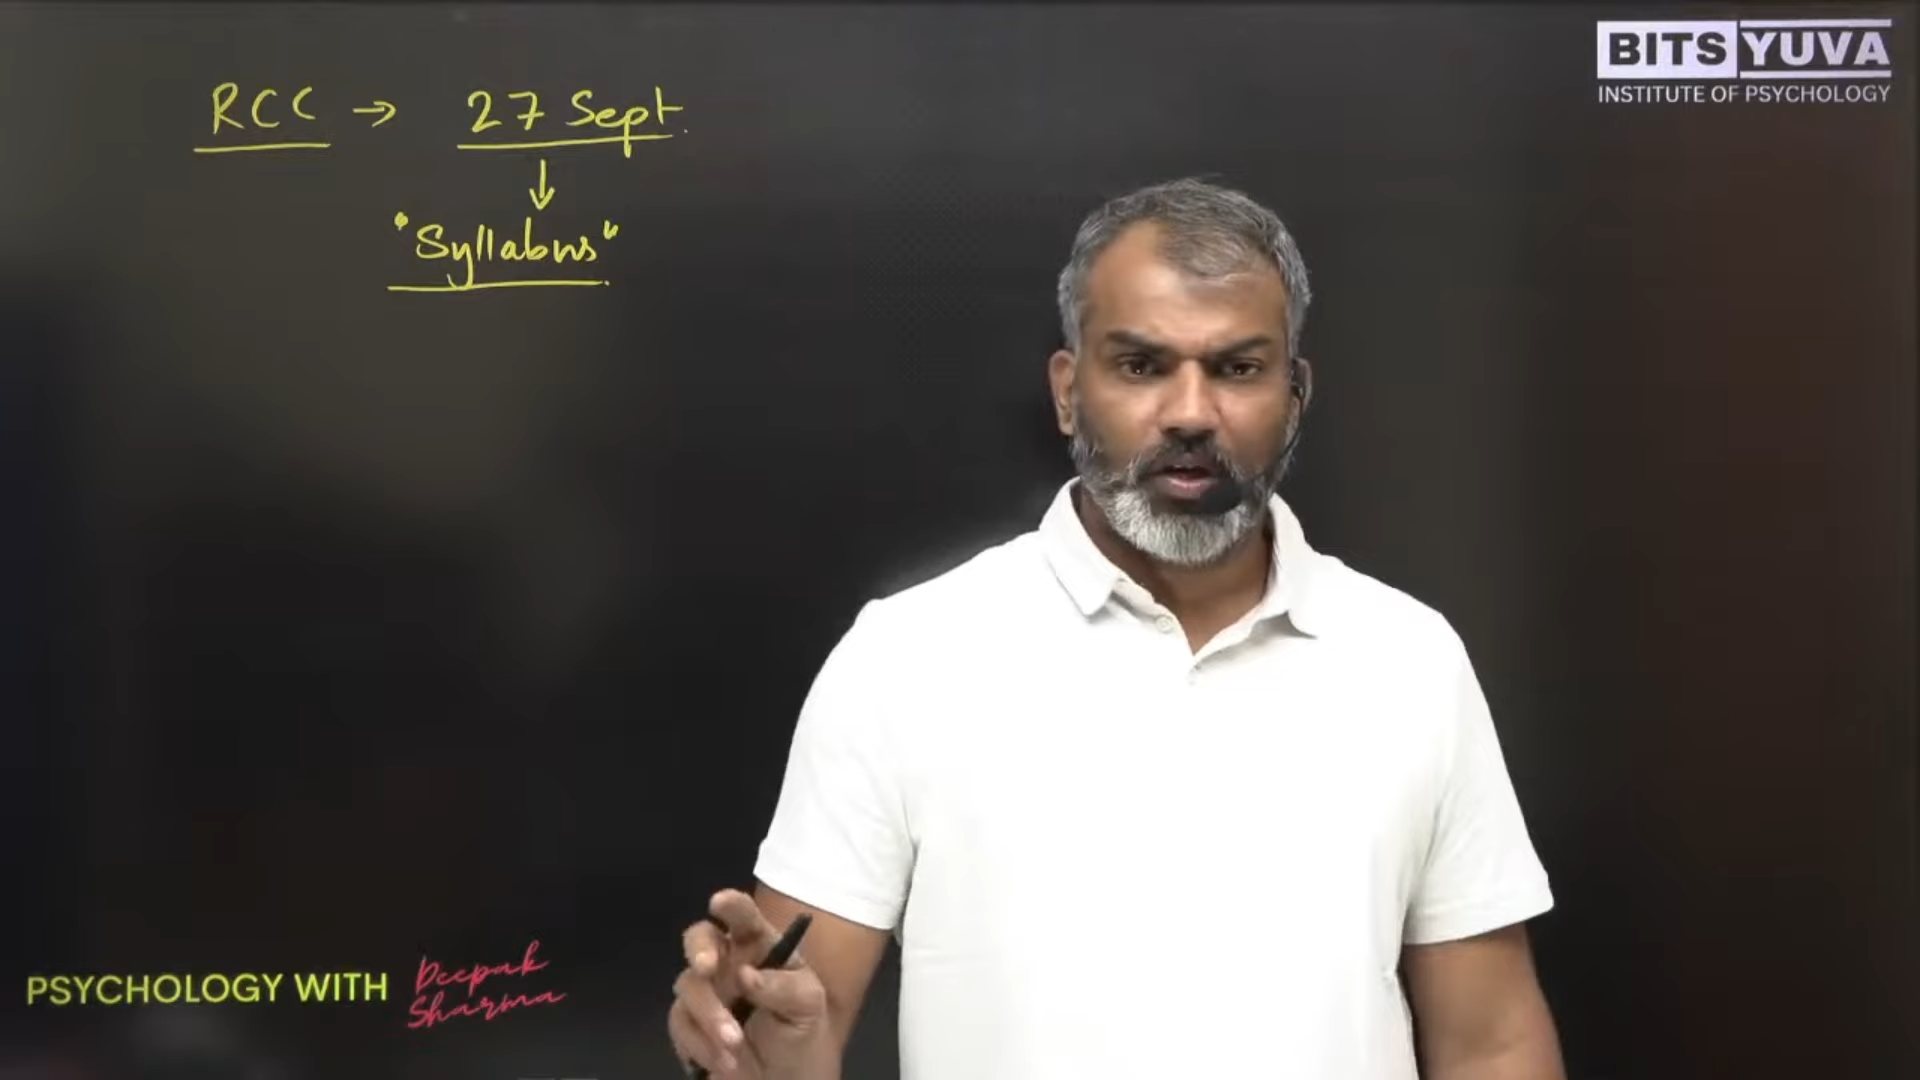 RCC → 27 Sept.
↓
"Syllabus"
BITS YUVA
INSTITUTE OF PSYCHOLOGY
PSYCHOLOGY WITH Deepak
Sharma